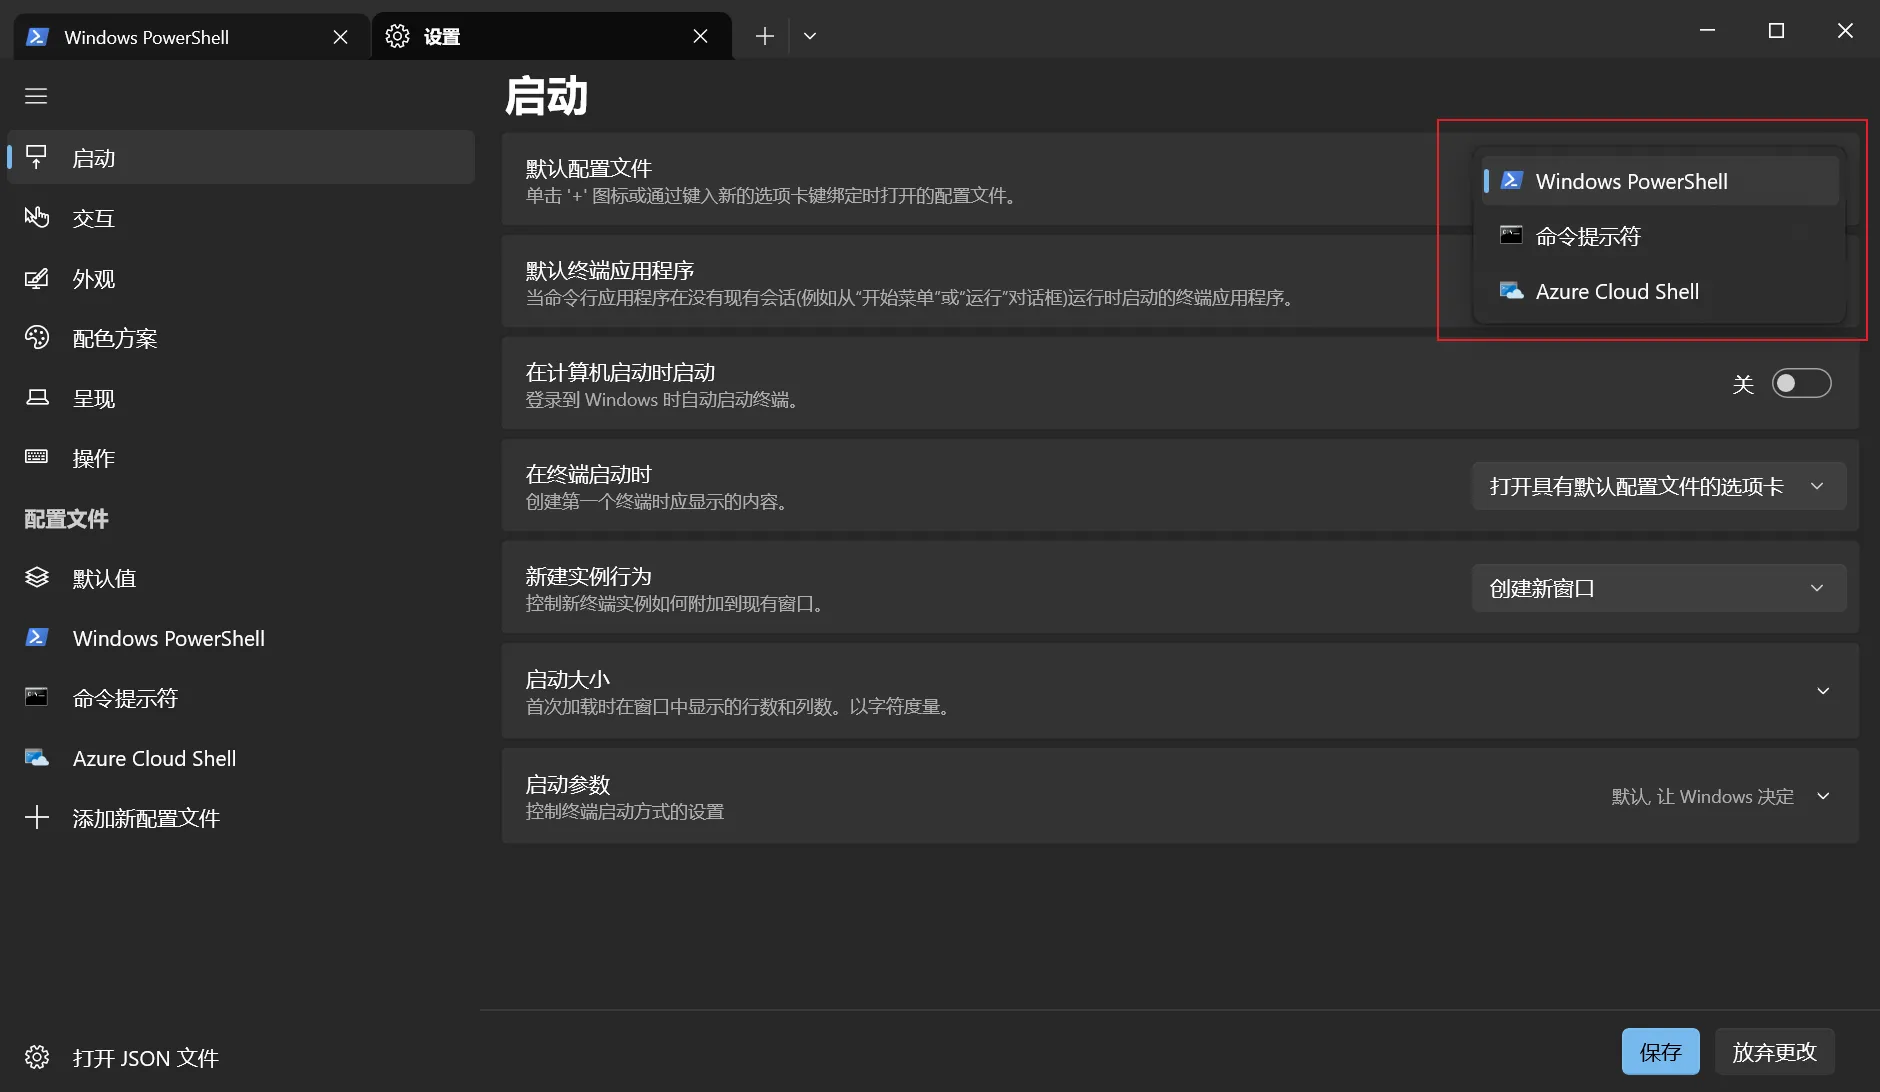 Windows PowerShell
设置
启动
交互
外观
配色方案
呈现
操作
配置文件
默认值
Windows PowerShell
命令提示符
Azure Cloud Shell
添加新配置文件
打开 JSON 文件
启动
默认配置文件
单击 '+' 图标或通过键入新的选项卡键绑定时打开的配置文件。
Windows PowerShell
命令提示符
Azure Cloud Shell
默认终端应用程序
当命令行应用程序在没有现有会话(例如从“开始菜单”或“运行”对话框)运行时启动的终端应用程序。
在计算机启动时启动
登录到 Windows 时自动启动终端。
关
在终端启动时
创建第一个终端时应显示的内容。
打开具有默认配置文件的选项卡
新建实例行为
控制新终端实例如何附加到现有窗口。
创建新窗口
启动大小
首次加载时在窗口中显示的行数和列数。以字符度量。
启动参数
控制终端启动方式的设置
默认, 让 Windows 决定
保存
放弃更改